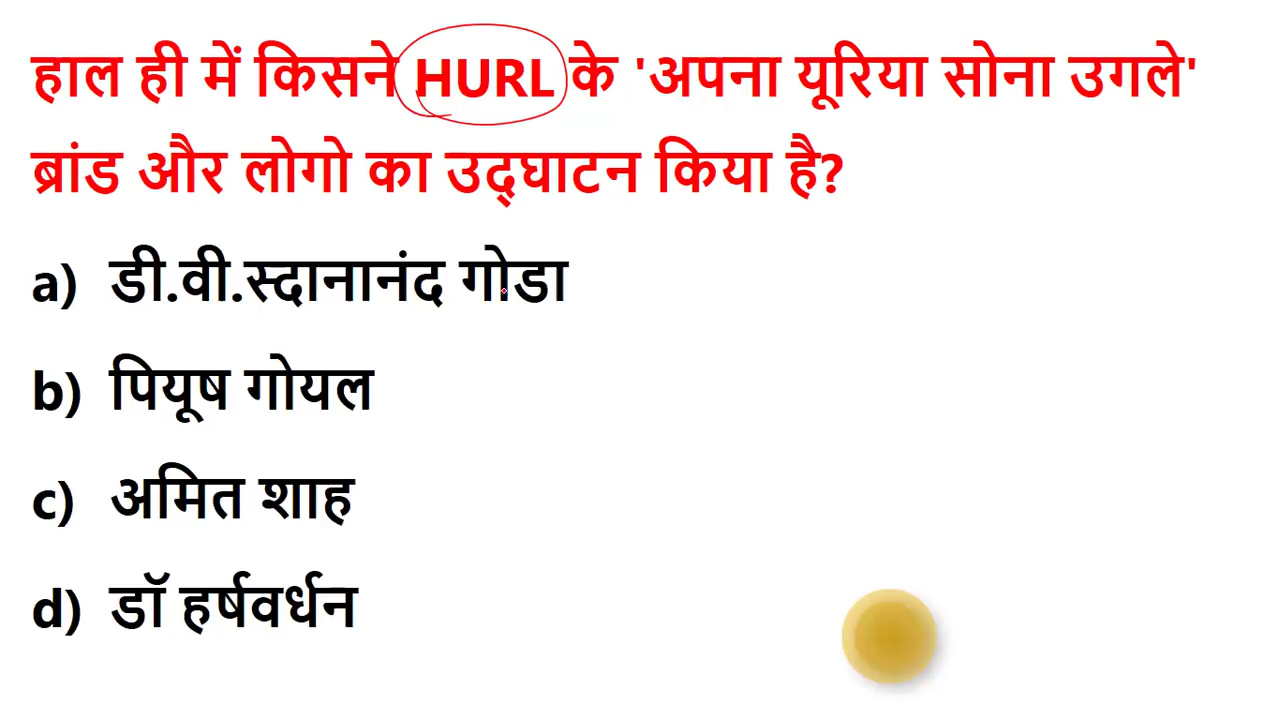 हाल ही में किसने HURL के 'अपना यूरिया सोना उगले'
ब्रांड और लोगो का उद्घाटन किया है?
a) डी.वी.स्दानानंद गोडा
b) पियूष गोयल
c) अमित शाह
d) डॉ हर्षवर्धन